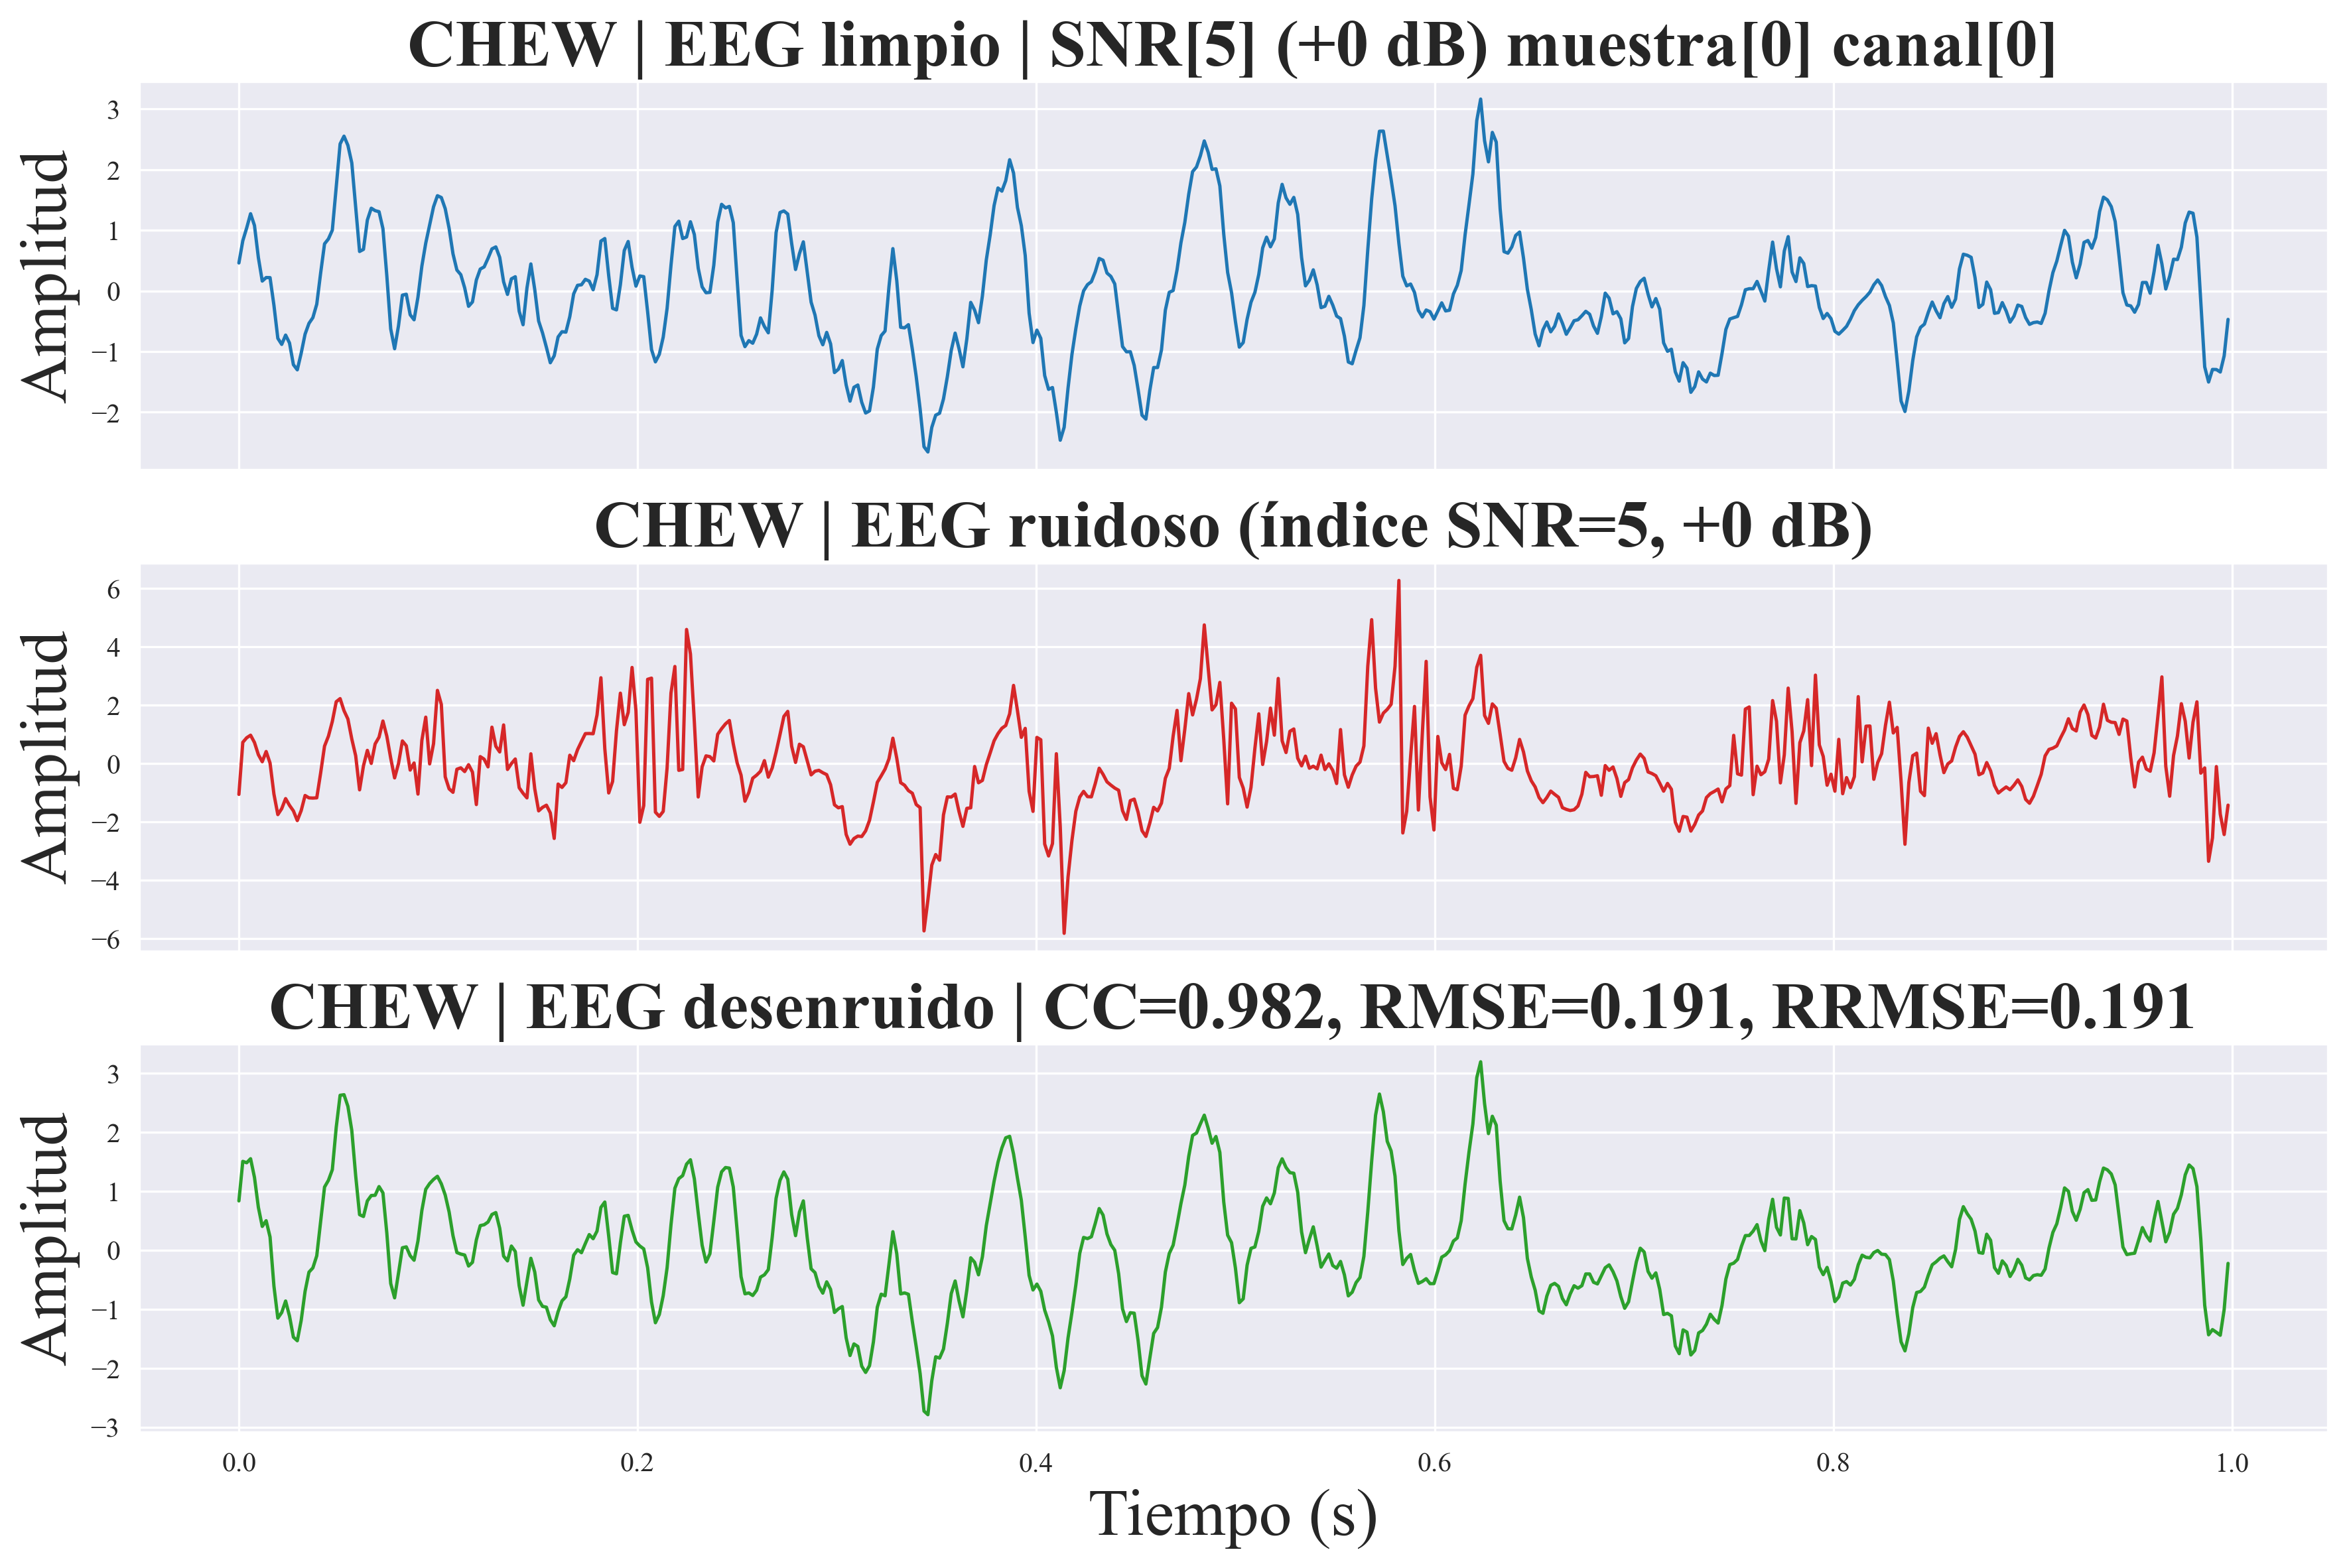 CHEW | EEG limpio | SNR[5] (+0 dB) muestra[0] canal[0]
3
2
1
0
−1
−2
Amplitud
CHEW | EEG ruidoso (índice SNR=5, +0 dB)
6
4
2
0
−2
−4
−6
Amplitud
CHEW | EEG desenruido | CC=0.982, RMSE=0.191, RRMSE=0.191
3
2
1
0
−1
−2
−3
Amplitud
0.0 0.2 0.4 0.6 0.8 1.0
Tiempo (s)